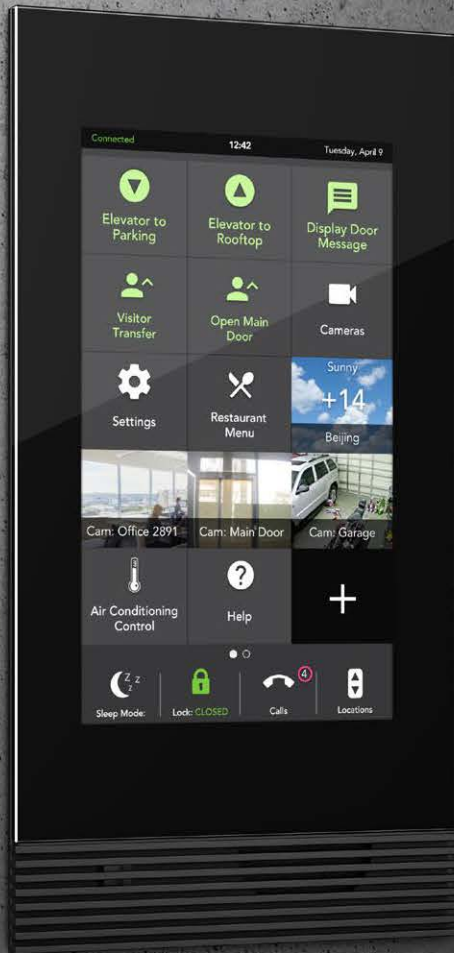 Connected 12:42 Tuesday, April 9
Elevator to
Parking
Elevator to
Rooftop
Display Door
Message
Visitor
Transfer
Open Main
Door
Cameras
Settings
Restaurant
Menu
Sunny
+14
Beijing
Cam: Office 2891
Cam: Main Door
Cam: Garage
Air Conditioning
Control
?
Help
+
z z z
Sleep Mode:
Lock: CLOSED
4
Calls
Locations